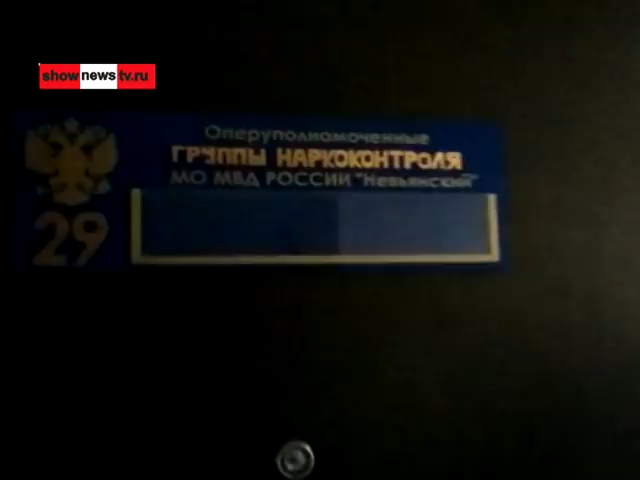 shownewstv.ru
Оперуполномоченные
ГРУППЫ НАРКОКОНТРОЛЯ
МО МВД РОССИИ "Невьянский"
29